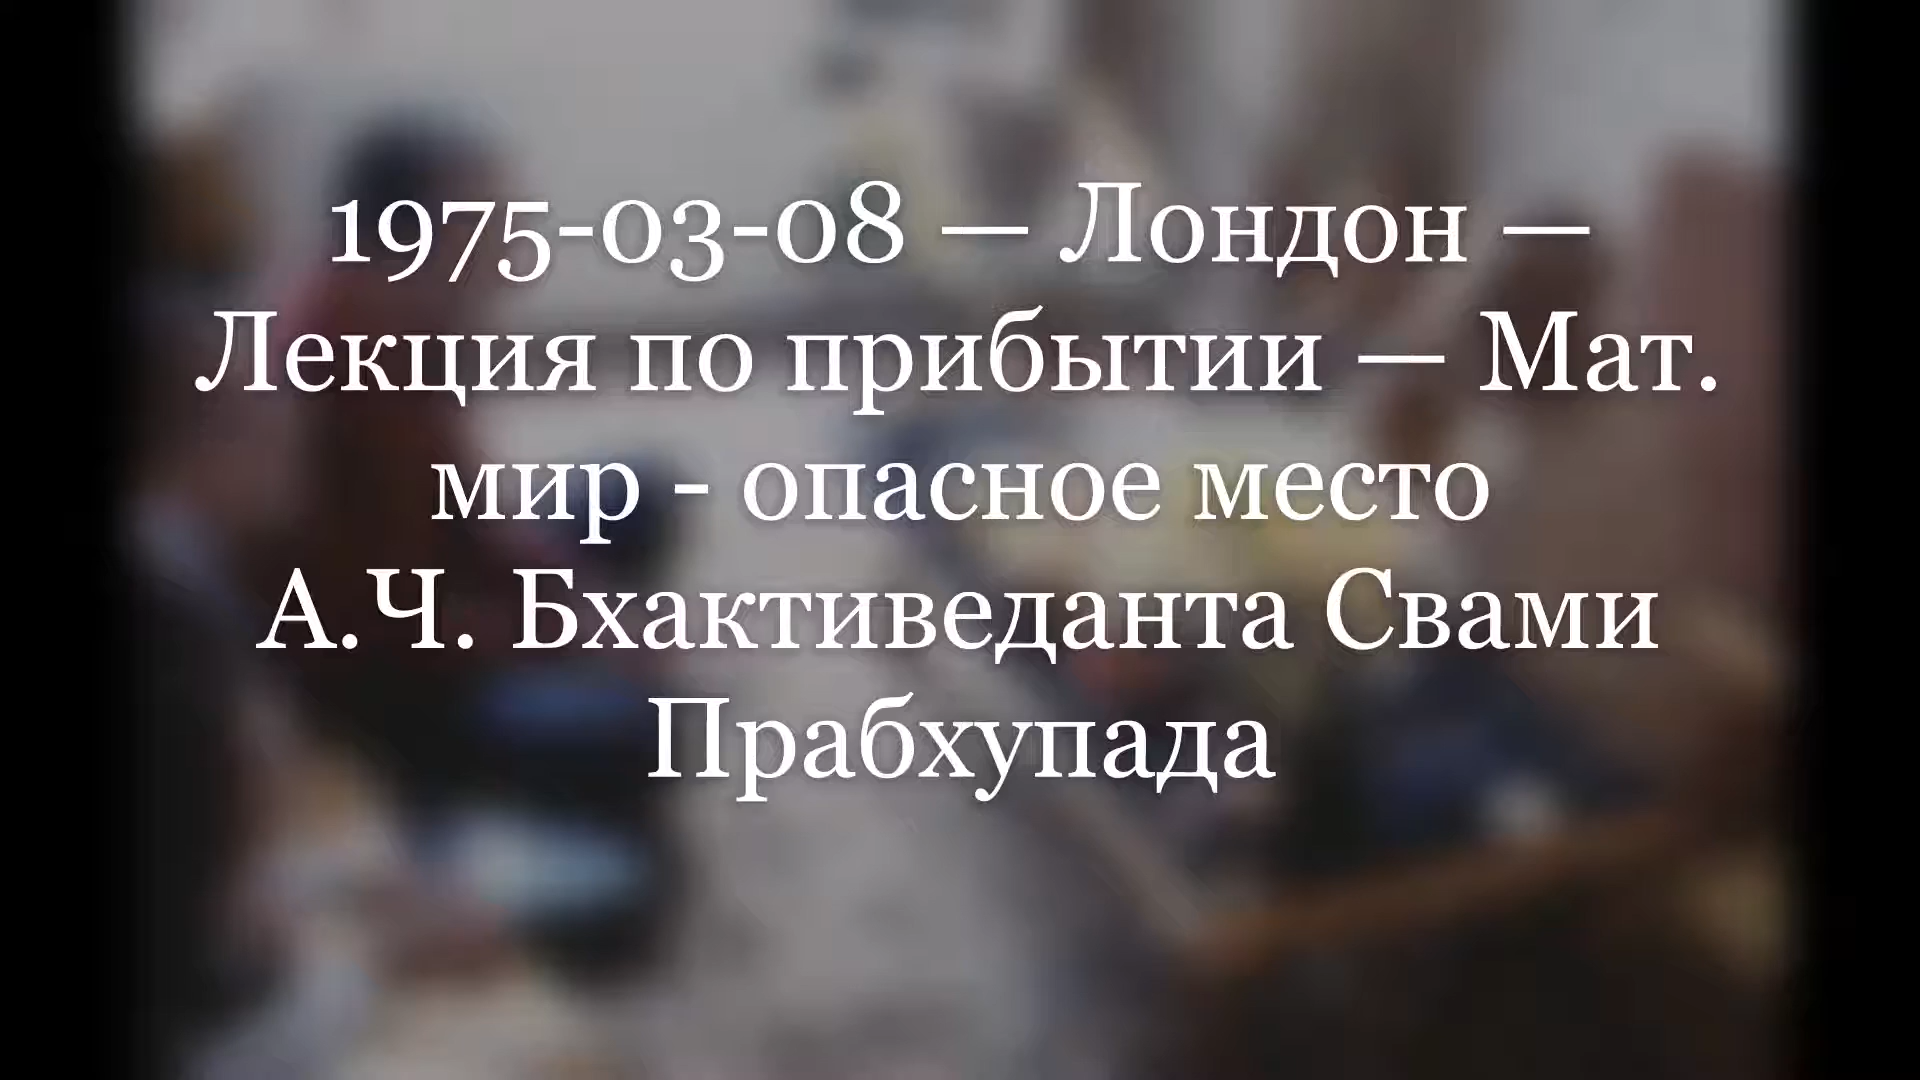 1975-03-08 — Лондон —
Лекция по прибытии — Мат.
мир - опасное место
А.Ч. Бхактиведанта Свами
Прабхупада